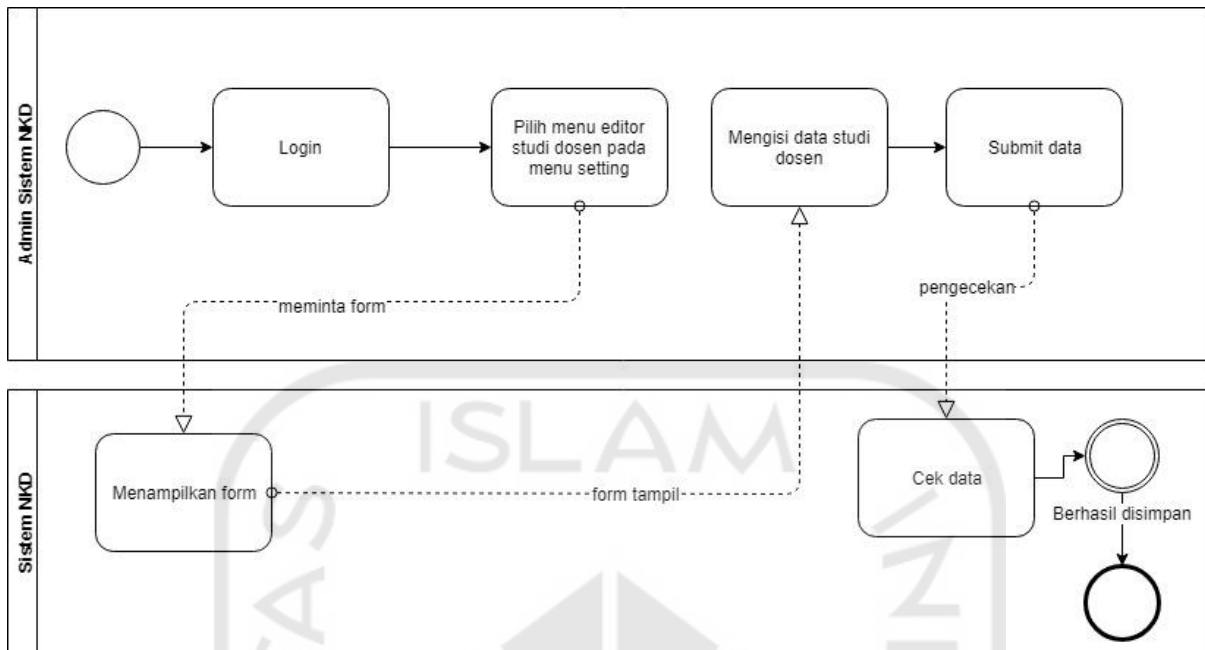 Admin Sistem NKD
Login
Pilih menu editor
studi dosen pada
menu setting
Mengisi data studi
dosen
Submit data
meminta form
pengecekan
Sistem NKD
ISLAM
Menampilkan form
form tampil
Cek data
Berhasil disimpan